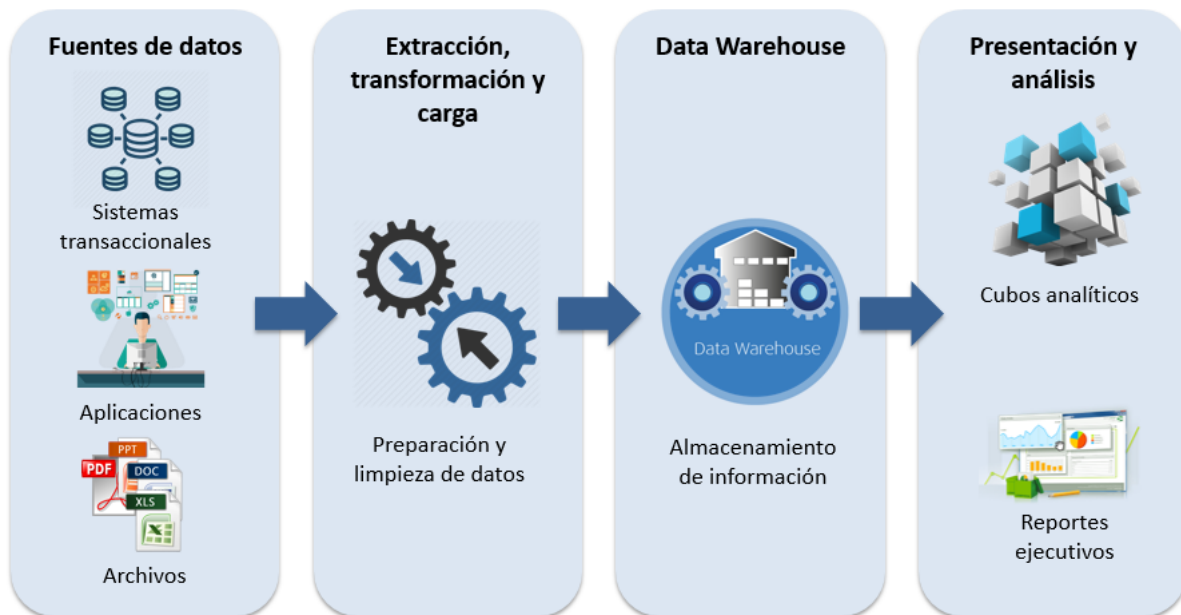 Fuentes de datos
Sistemas
transaccionales
Aplicaciones
PPT
PDF
DOC
XLS
Archivos
Extracción,
transformación y
carga
Preparación y
limpieza de datos
Data Warehouse
Data Warehouse
Almacenamiento
de información
Presentación y
análisis
Cubos analíticos
Reportes
ejecutivos